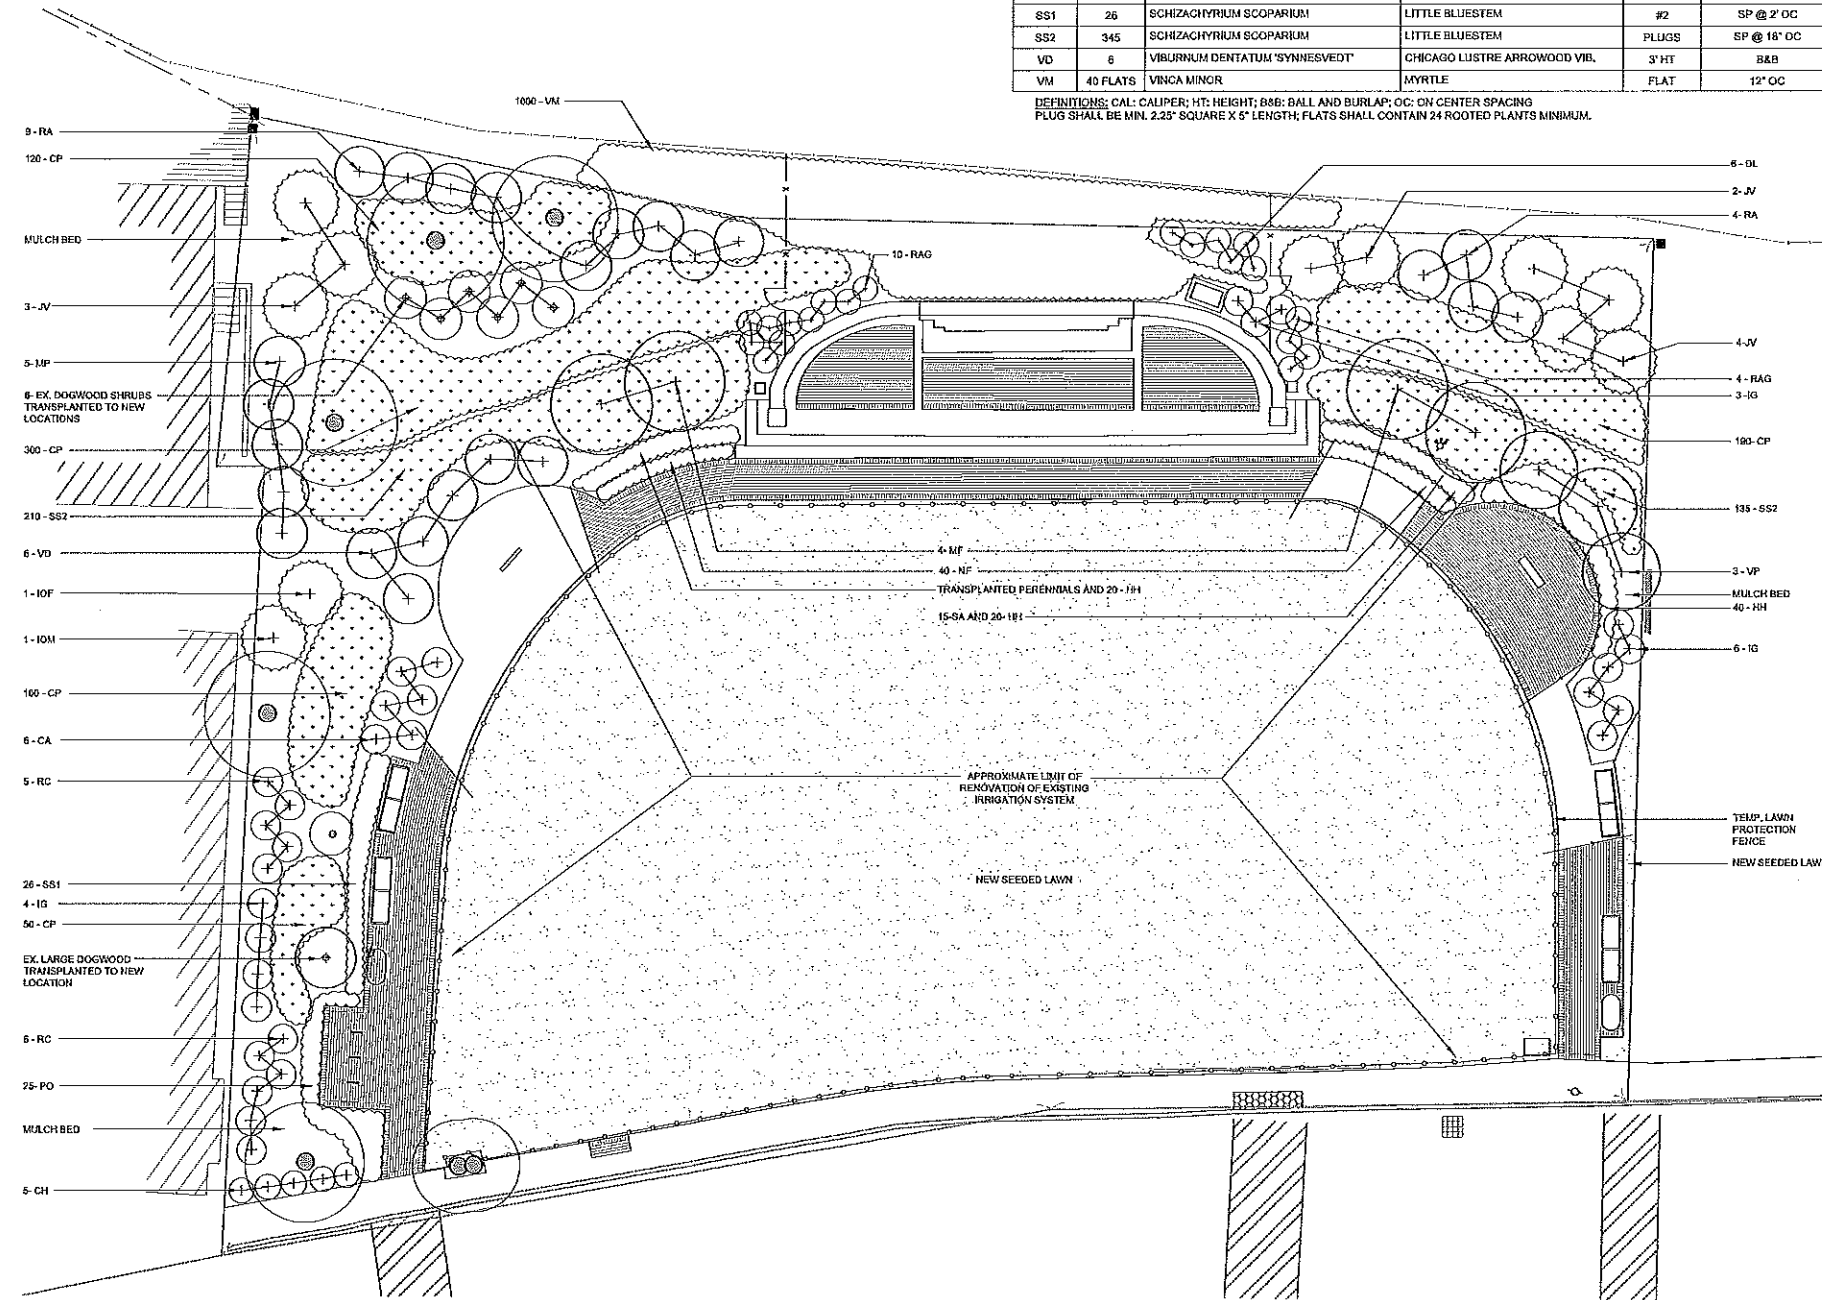 SS1 26 SCHIZACHYRIUM SCOPARIUM LITTLE BLUESTEM #2 SP @ 2' OC
SS2 345 SCHIZACHYRIUM SCOPARIUM LITTLE BLUESTEM PLUGS SP @ 18" OC
VD 6 VIBURNUM DENTATUM 'SYNNESVEDT' CHICAGO LUSTRE ARROWOOD VIB. 3' HT B&B
VM 40 FLATS VINCA MINOR MYRTLE FLAT 12" OC
DEFINITIONS: CAL: CALIPER; HT: HEIGHT; B&B: BALL AND BURLAP; OC: ON CENTER SPACING
PLUG SHALL BE MIN. 2.25" SQUARE X 5" LENGTH; FLATS SHALL CONTAIN 24 ROOTED PLANTS MINIMUM.
1000 - VM
9 - RA
120 - CP
MULCH BED
3 - JV
5 - MP
6- EX. DOGWOOD SHRUBS
TRANSPLANTED TO NEW
LOCATIONS
300 - CP
210 - SS2
6 - VD
1 - IOF
1 - IOM
160 - CP
6 - CA
5 - RC
26 - SS1
4 - IG
50 - CP
EX. LARGE DOGWOOD
TRANSPLANTED TO NEW
LOCATION
6 - RC
25- PO
MULCH BED
5- CH
10 - RAG
4- MF
40 - NF
TRANSPLANTED PERENNIALS AND 20 - HH
15-SA AND 20- HH
APPROXIMATE LIMIT OF
RENOVATION OF EXISTING
IRRIGATION SYSTEM
NEW SEEDED LAWN
2- JV
4- RA
4- JV
4 - RAG
3 -IG
190- CP
135 - SS2
3 - VP
MULCH BED
40 - HH
6 - IG
TEMP. LAWN
PROTECTION
FENCE
NEW SEEDED LAW